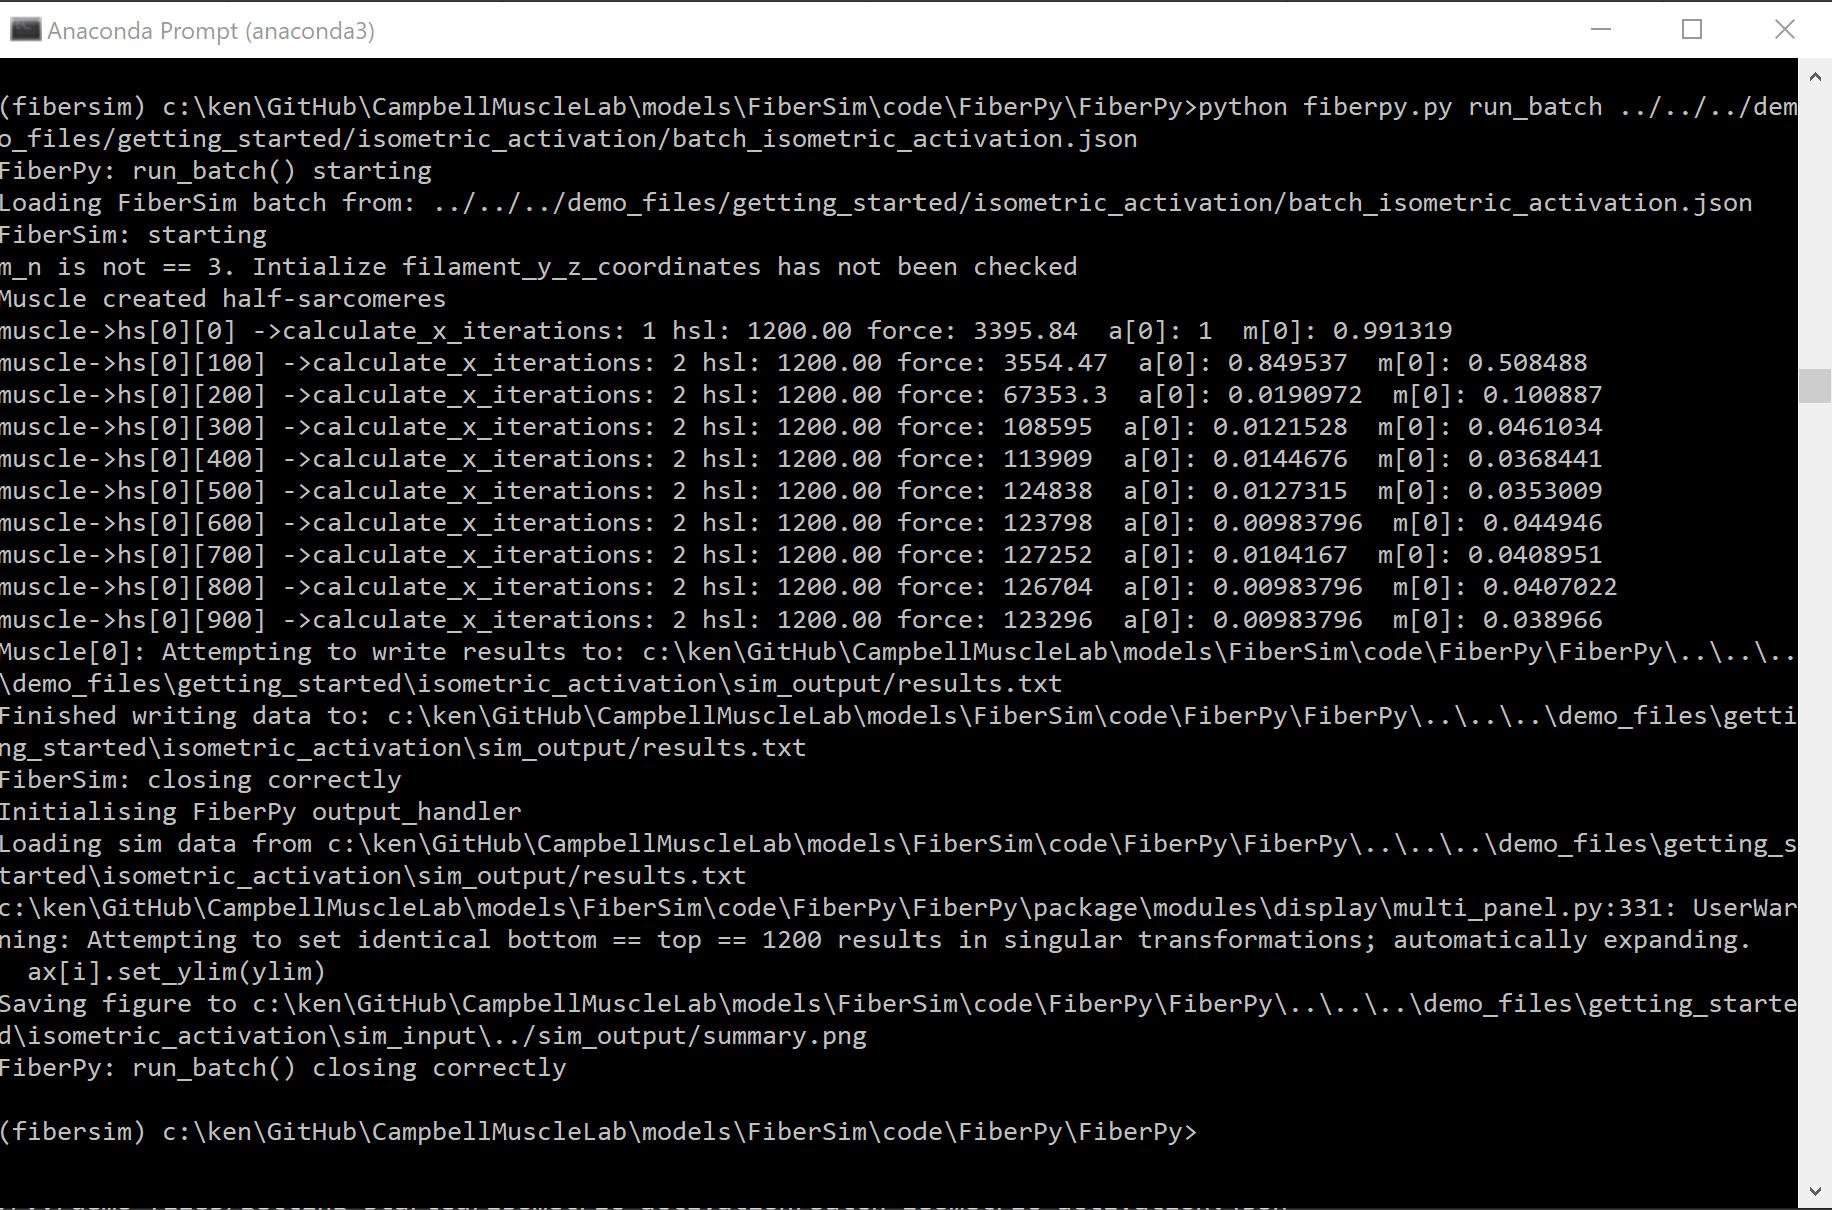 Anaconda Prompt (anaconda3)
(fibersim) c:\ken\GitHub\CampbellMuscleLab\models\FiberSim\code\FiberPy\FiberPy>python fiberpy.py run_batch ../../../dem
o_files/getting_started/isometric_activation/batch_isometric_activation.json
FiberPy: run_batch() starting
Loading FiberSim batch from: ../../../demo_files/getting_started/isometric_activation/batch_isometric_activation.json
FiberSim: starting
m_n is not == 3. Intialize filament_y_z_coordinates has not been checked
Muscle created half-sarcomeres
muscle->hs[0][0] ->calculate_x_iterations: 1 hsl: 1200.00 force: 3395.84  a[0]: 1  m[0]: 0.991319
muscle->hs[0][100] ->calculate_x_iterations: 2 hsl: 1200.00 force: 3554.47  a[0]: 0.849537  m[0]: 0.508488
muscle->hs[0][200] ->calculate_x_iterations: 2 hsl: 1200.00 force: 67353.3  a[0]: 0.0190972  m[0]: 0.100887
muscle->hs[0][300] ->calculate_x_iterations: 2 hsl: 1200.00 force: 108595  a[0]: 0.0121528  m[0]: 0.0461034
muscle->hs[0][400] ->calculate_x_iterations: 2 hsl: 1200.00 force: 113909  a[0]: 0.0144676  m[0]: 0.0368441
muscle->hs[0][500] ->calculate_x_iterations: 2 hsl: 1200.00 force: 124838  a[0]: 0.0127315  m[0]: 0.0353009
muscle->hs[0][600] ->calculate_x_iterations: 2 hsl: 1200.00 force: 123798  a[0]: 0.00983796  m[0]: 0.044946
muscle->hs[0][700] ->calculate_x_iterations: 2 hsl: 1200.00 force: 127252  a[0]: 0.0104167  m[0]: 0.0408951
muscle->hs[0][800] ->calculate_x_iterations: 2 hsl: 1200.00 force: 126704  a[0]: 0.00983796  m[0]: 0.0407022
muscle->hs[0][900] ->calculate_x_iterations: 2 hsl: 1200.00 force: 123296  a[0]: 0.00983796  m[0]: 0.038966
Muscle[0]: Attempting to write results to: c:\ken\GitHub\CampbellMuscleLab\models\FiberSim\code\FiberPy\FiberPy\..\..\..
\demo_files\getting_started\isometric_activation\sim_output/results.txt
Finished writing data to: c:\ken\GitHub\CampbellMuscleLab\models\FiberSim\code\FiberPy\FiberPy\..\..\..\demo_files\getti
ng_started\isometric_activation\sim_output/results.txt
FiberSim: closing correctly
Initialising FiberPy output_handler
Loading sim data from c:\ken\GitHub\CampbellMuscleLab\models\FiberSim\code\FiberPy\FiberPy\..\..\..\demo_files\getting_s
tarted\isometric_activation\sim_output/results.txt
c:\ken\GitHub\CampbellMuscleLab\models\FiberSim\code\FiberPy\FiberPy\package\modules\display\multi_panel.py:331: UserWar
ning: Attempting to set identical bottom == top == 1200 results in singular transformations; automatically expanding.
  ax[i].set_ylim(ylim)
Saving figure to c:\ken\GitHub\CampbellMuscleLab\models\FiberSim\code\FiberPy\FiberPy\..\..\..\demo_files\getting_starte
d\isometric_activation\sim_input\../sim_output/summary.png
FiberPy: run_batch() closing correctly
(fibersim) c:\ken\GitHub\CampbellMuscleLab\models\FiberSim\code\FiberPy\FiberPy>